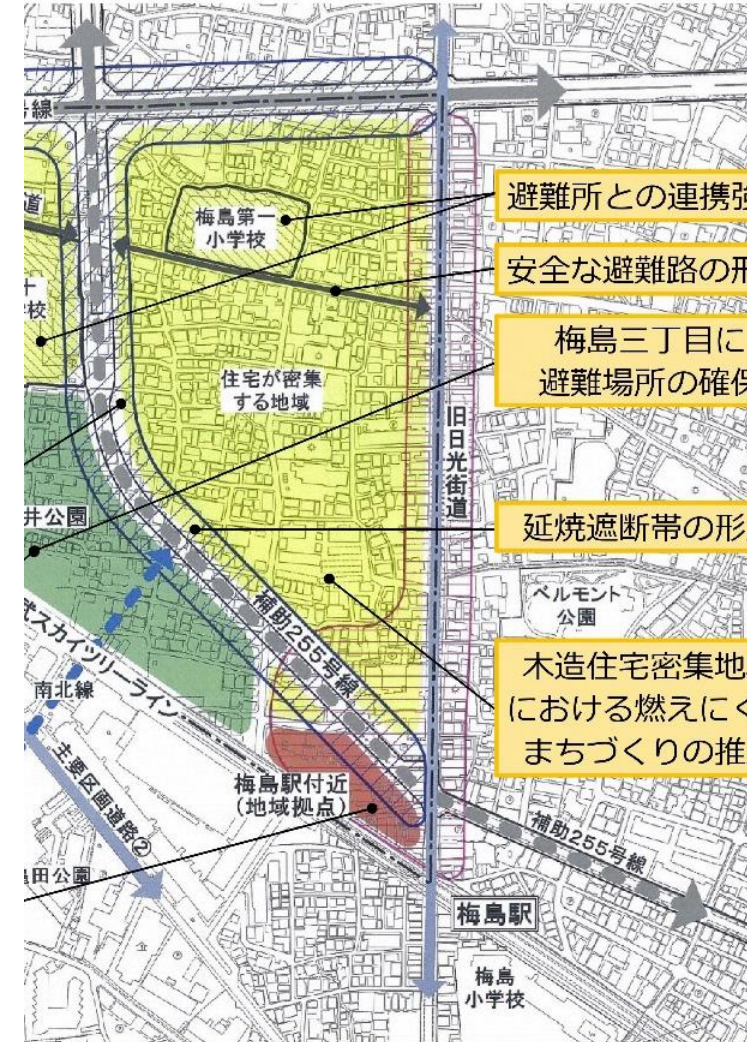 号線
避難所との連携強
道
梅島第一
小学校
安全な避難路の形
十
校
梅島三丁目に
避難場所の確保
住宅が密集
する地域
旧日光街道
井公園
延焼遮断帯の形
ベルモント
公園
補助255号線
武スカイツリーライン
南北線
木造住宅密集地
における燃えにく
まちづくりの推
主要区画道路②
梅島駅付近
(地域拠点)
補助255号線
田公園
梅島駅
梅島
小学校